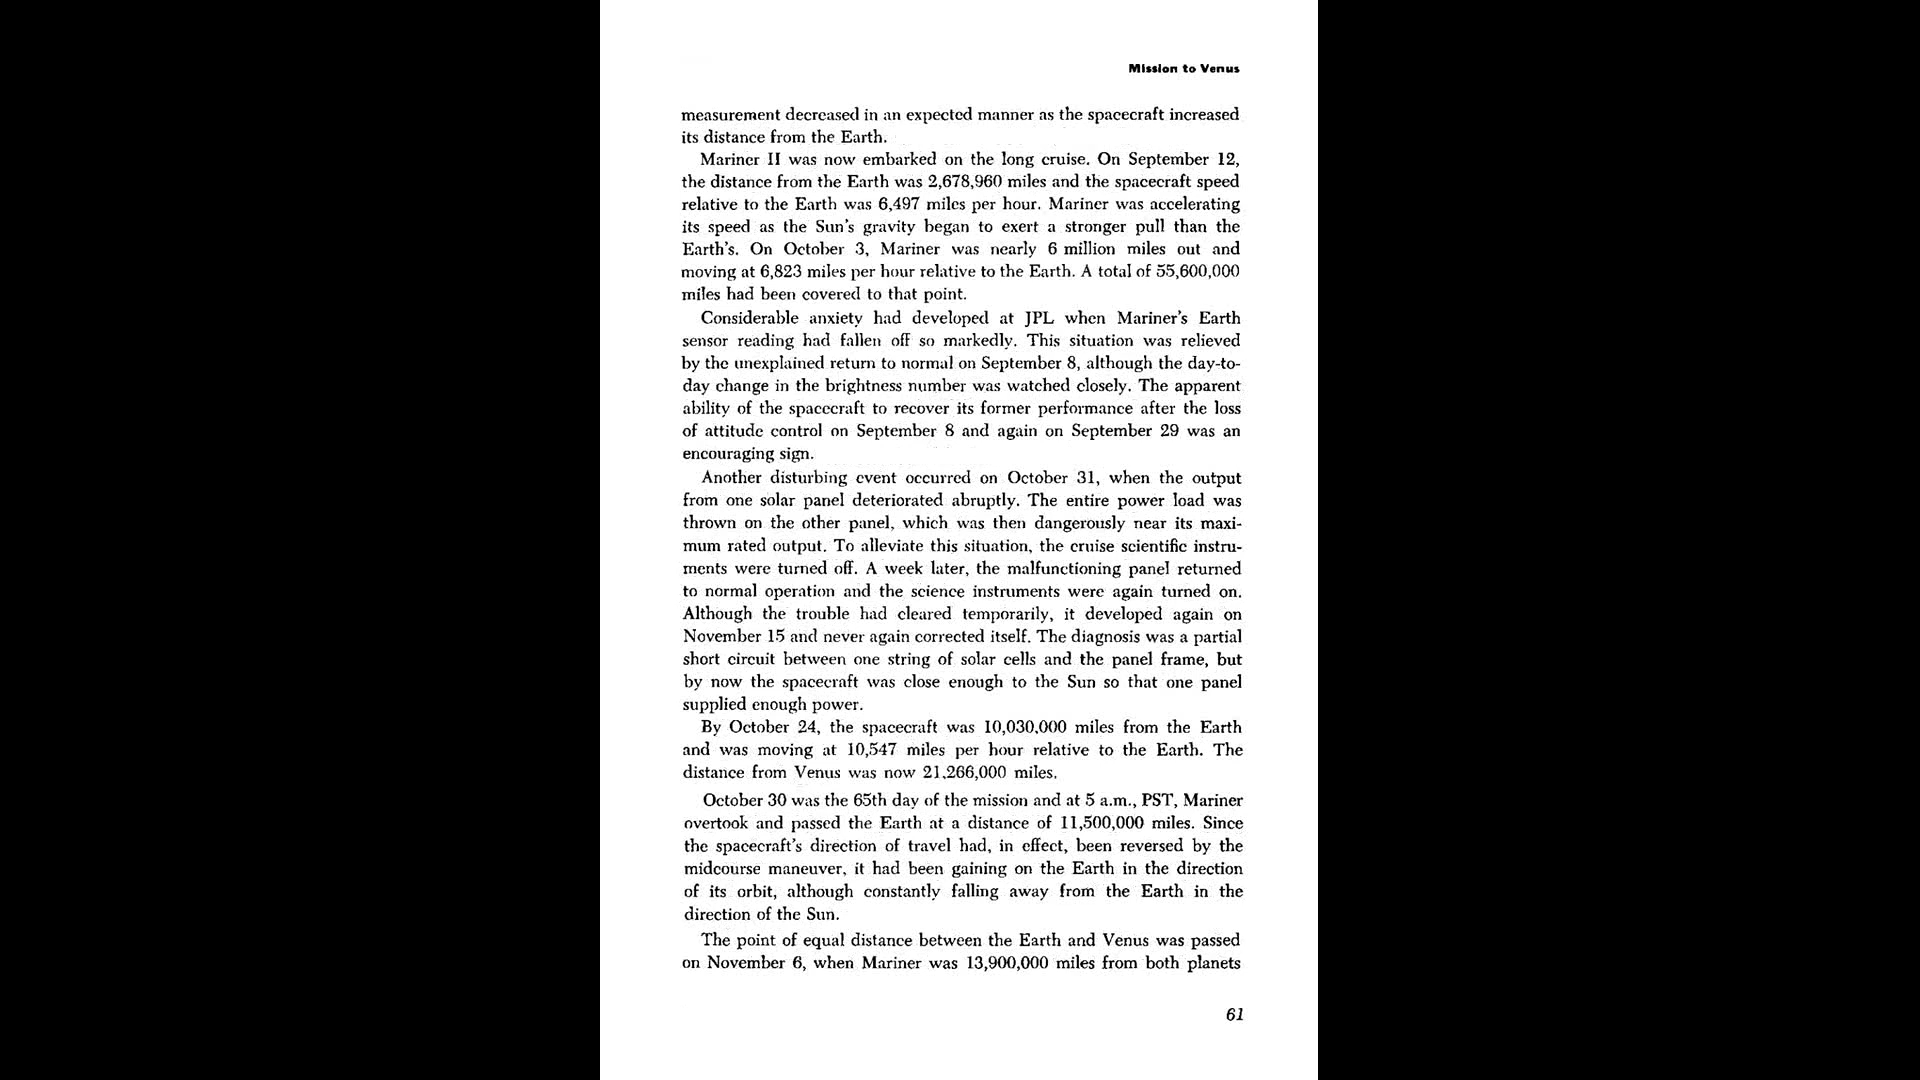 Mission to Venus
measurement decreased in an expected manner as the spacecraft increased
its distance from the Earth.
Mariner II was now embarked on the long cruise. On September 12,
the distance from the Earth was 2,678,960 miles and the spacecraft speed
relative to the Earth was 6,497 miles per hour. Mariner was accelerating
its speed as the Sun's gravity began to exert a stronger pull than the
Earth's. On October 3, Mariner was nearly 6 million miles out and
moving at 6,823 miles per hour relative to the Earth. A total of 55,600,000
miles had been covered to that point.
Considerable anxiety had developed at JPL when Mariner's Earth
sensor reading had fallen off so markedly. This situation was relieved
by the unexplained return to normal on September 8, although the day-to-
day change in the brightness number was watched closely. The apparent
ability of the spacecraft to recover its former performance after the loss
of attitude control on September 8 and again on September 29 was an
encouraging sign.
Another disturbing event occurred on October 31, when the output
from one solar panel deteriorated abruptly. The entire power load was
thrown on the other panel, which was then dangerously near its maxi-
mum rated output. To alleviate this situation, the cruise scientific instru-
ments were turned off. A week later, the malfunctioning panel returned
to normal operation and the science instruments were again turned on.
Although the trouble had cleared temporarily, it developed again on
November 15 and never again corrected itself. The diagnosis was a partial
short circuit between one string of solar cells and the panel frame, but
by now the spacecraft was close enough to the Sun so that one panel
supplied enough power.
By October 24, the spacecraft was 10,030,000 miles from the Earth
and was moving at 10,547 miles per hour relative to the Earth. The
distance from Venus was now 21,266,000 miles.
October 30 was the 65th day of the mission and at 5 a.m., PST, Mariner
overtook and passed the Earth at a distance of 11,500,000 miles. Since
the spacecraft's direction of travel had, in effect, been reversed by the
midcourse maneuver, it had been gaining on the Earth in the direction
of its orbit, although constantly falling away from the Earth in the
direction of the Sun.
The point of equal distance between the Earth and Venus was passed
on November 6, when Mariner was 13,900,000 miles from both planets
61